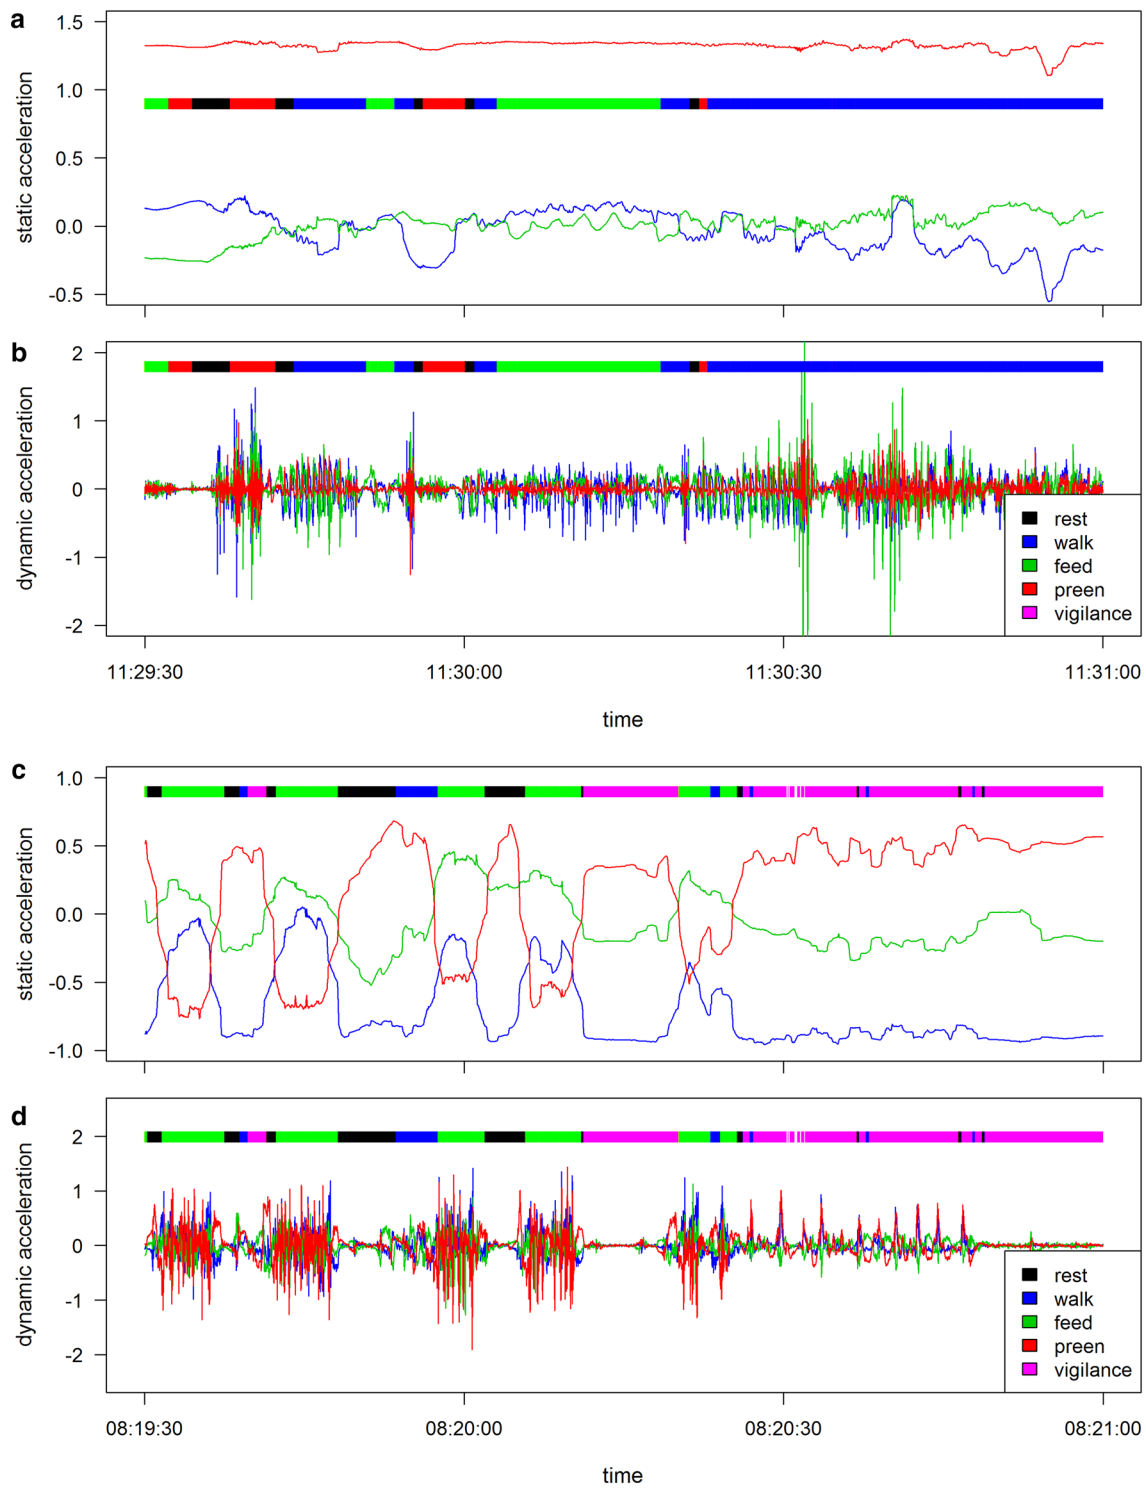 a
static acceleration
1.5
1.0
0.5
0.0
-0.5
b
dynamic acceleration
2
1
0
-1
-2
rest
walk
feed
preen
vigilance
11:29:30
11:30:00
11:30:30
11:31:00
time
c
static acceleration
1.0
0.5
0.0
-0.5
-1.0
d
dynamic acceleration
2
1
0
-1
-2
rest
walk
feed
preen
vigilance
08:19:30
08:20:00
08:20:30
08:21:00
time